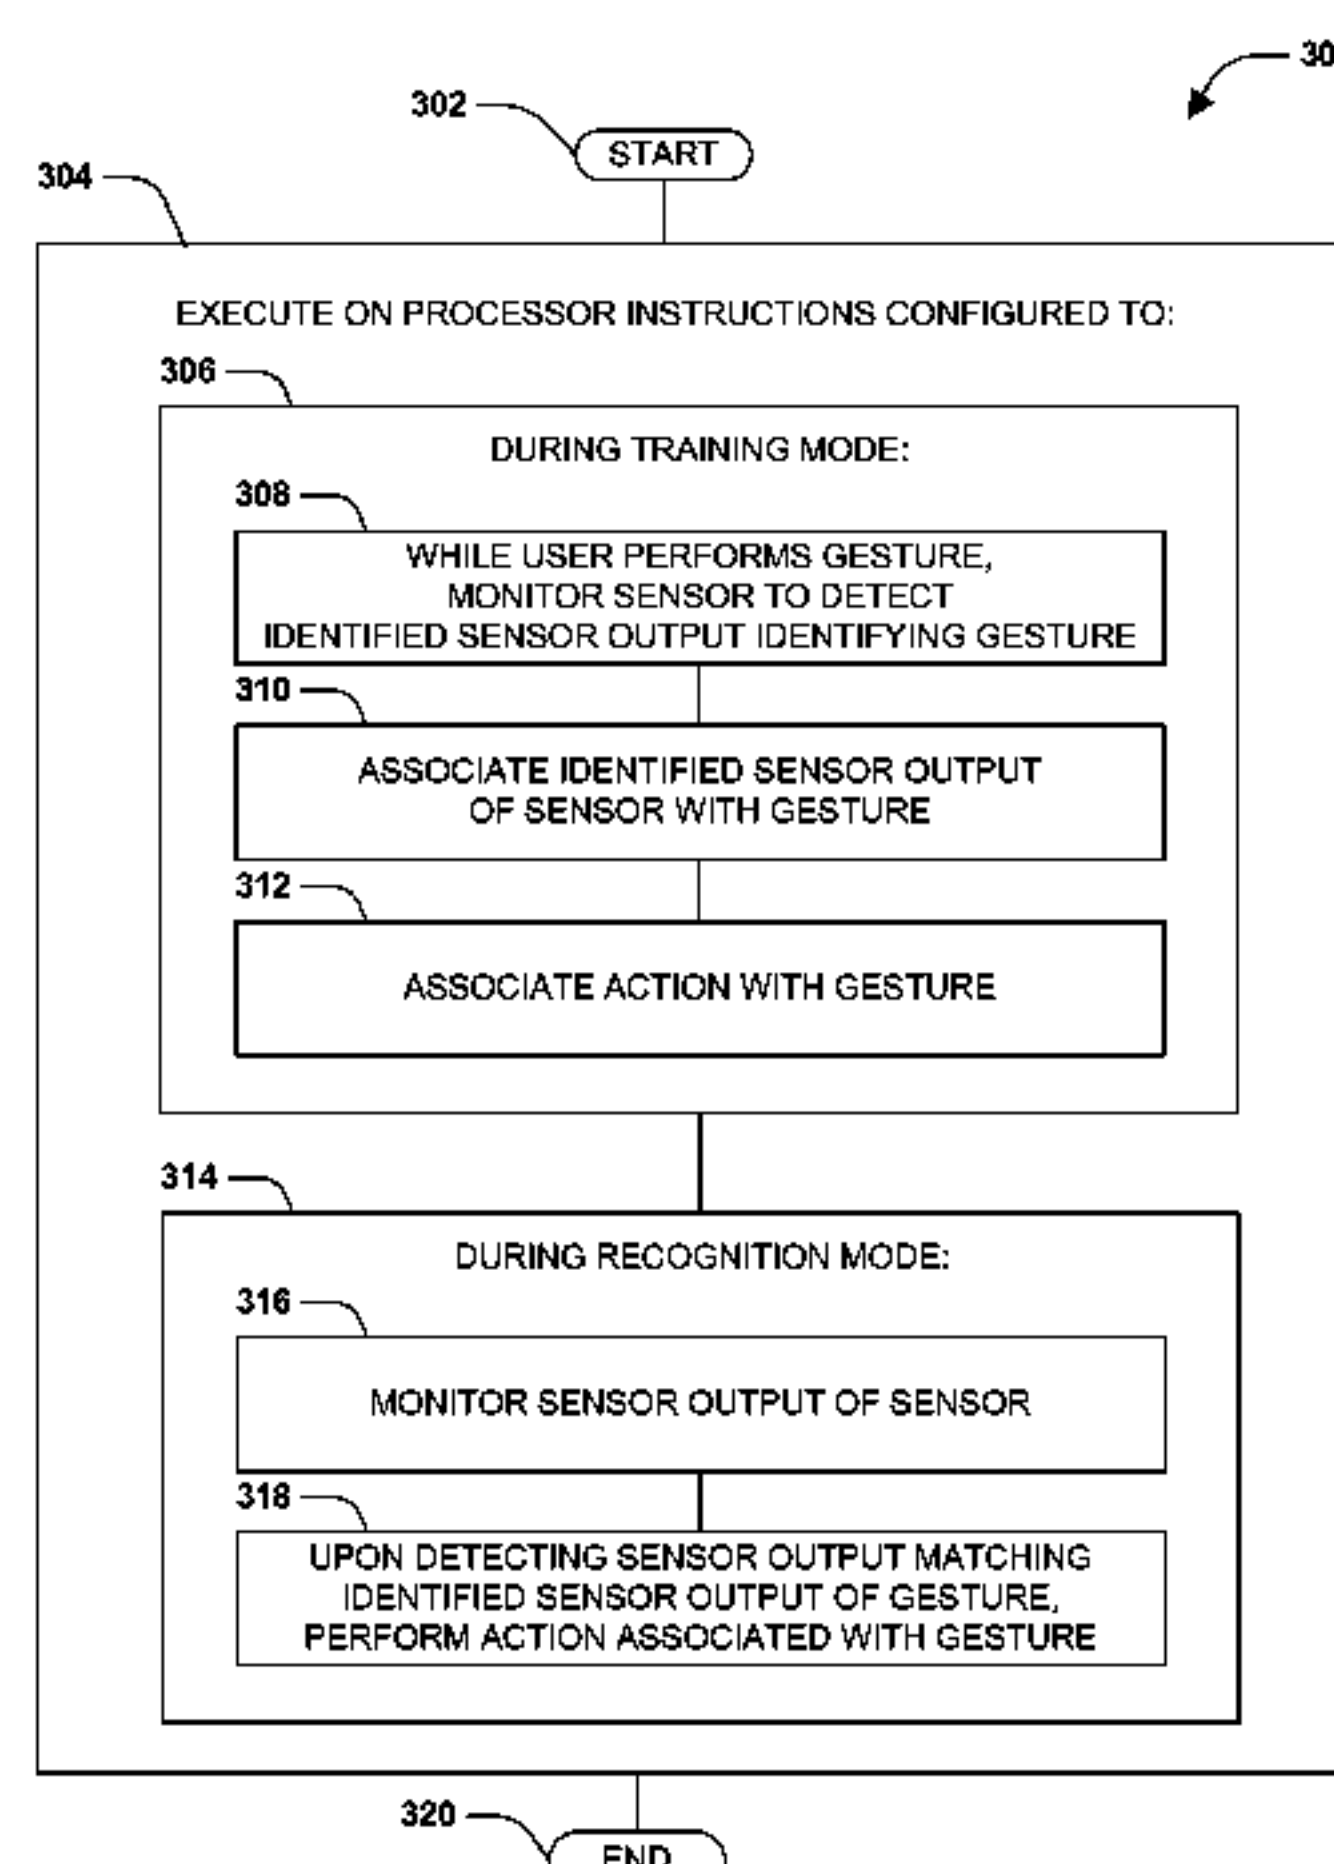 30
302
START
304
EXECUTE ON PROCESSOR INSTRUCTIONS CONFIGURED TO:
306
DURING TRAINING MODE:
308
WHILE USER PERFORMS GESTURE,
MONITOR SENSOR TO DETECT
IDENTIFIED SENSOR OUTPUT IDENTIFYING GESTURE
310
ASSOCIATE IDENTIFIED SENSOR OUTPUT
OF SENSOR WITH GESTURE
312
ASSOCIATE ACTION WITH GESTURE
314
DURING RECOGNITION MODE:
316
MONITOR SENSOR OUTPUT OF SENSOR
318
UPON DETECTING SENSOR OUTPUT MATCHING
IDENTIFIED SENSOR OUTPUT OF GESTURE,
PERFORM ACTION ASSOCIATED WITH GESTURE
320
END